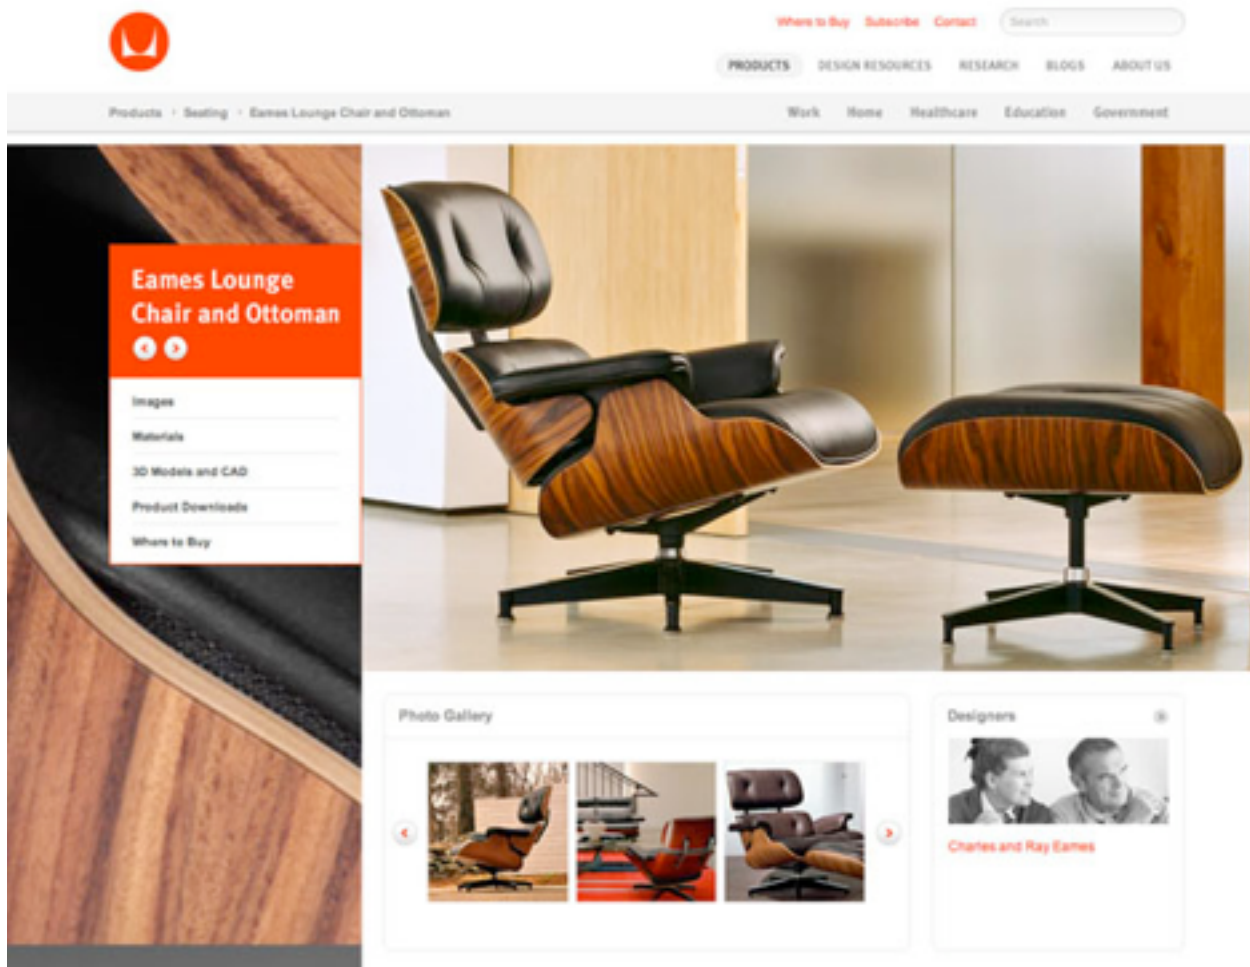 Where to Buy Subscribe Contact Search
PRODUCTS DESIGN RESOURCES RESEARCH BLOGS ABOUT US
Products Seating Eames Lounge Chair and Ottoman Work Home Healthcare Education Government
Eames Lounge
Chair and Ottoman
Images
Materials
3D Models and CAD
Product Downloads
Where to Buy
Photo Gallery
Designers
Charles and Ray Eames